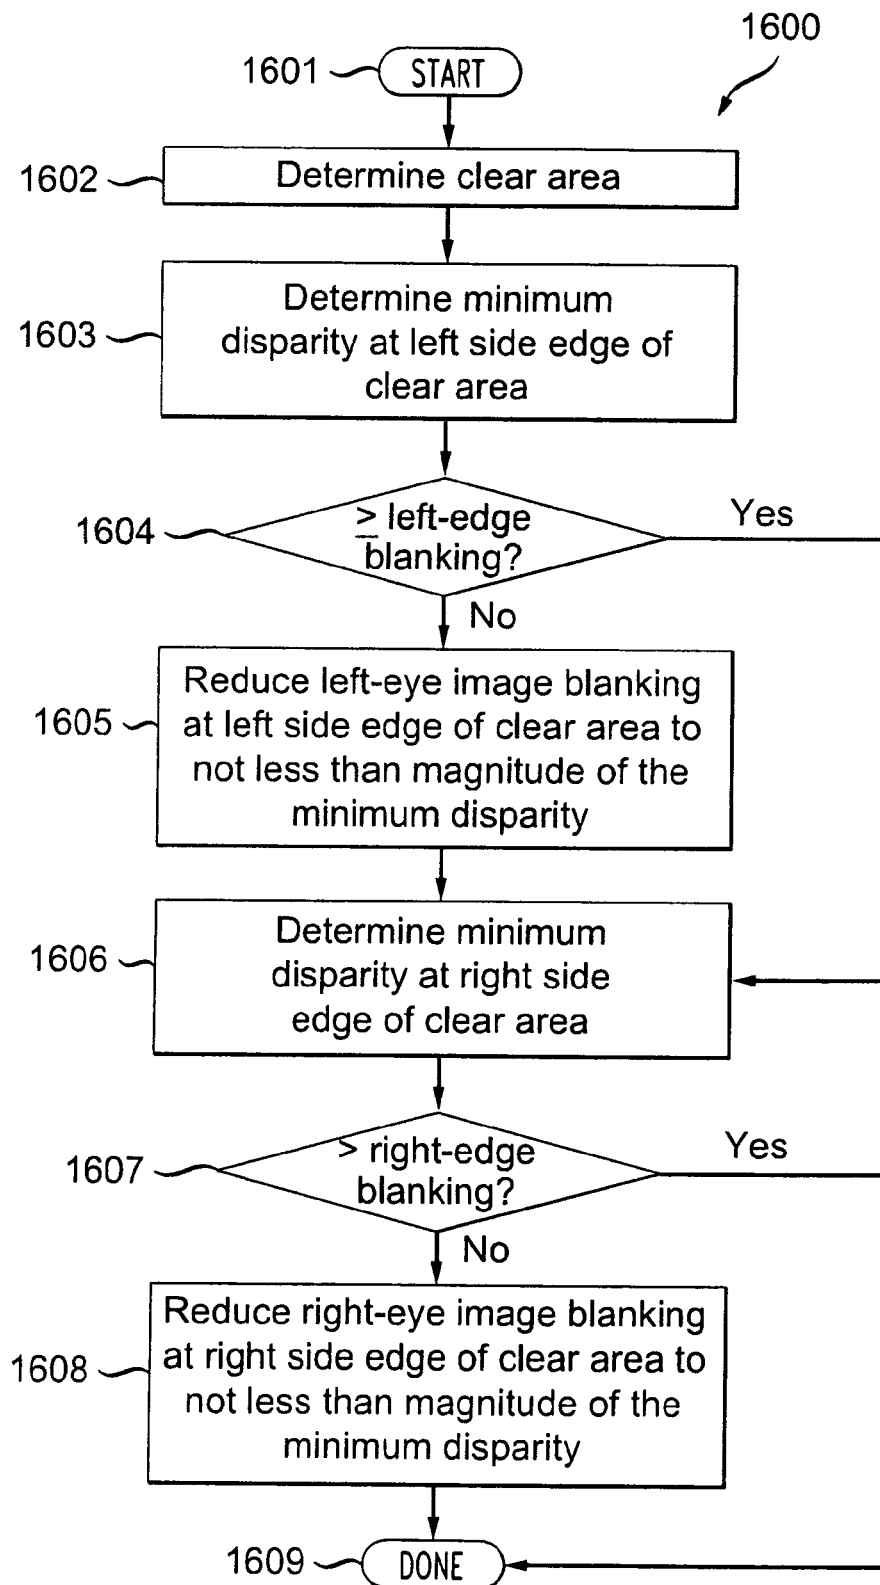 1600
1601
START
1602
Determine clear area
1603
Determine minimum
disparity at left side edge of
clear area
1604
≥ left-edge
blanking?
Yes
No
1605
Reduce left-eye image blanking
at left side edge of clear area to
not less than magnitude of the
minimum disparity
1606
Determine minimum
disparity at right side
edge of clear area
1607
> right-edge
blanking?
Yes
No
1608
Reduce right-eye image blanking
at right side edge of clear area to
not less than magnitude of the
minimum disparity
1609
DONE